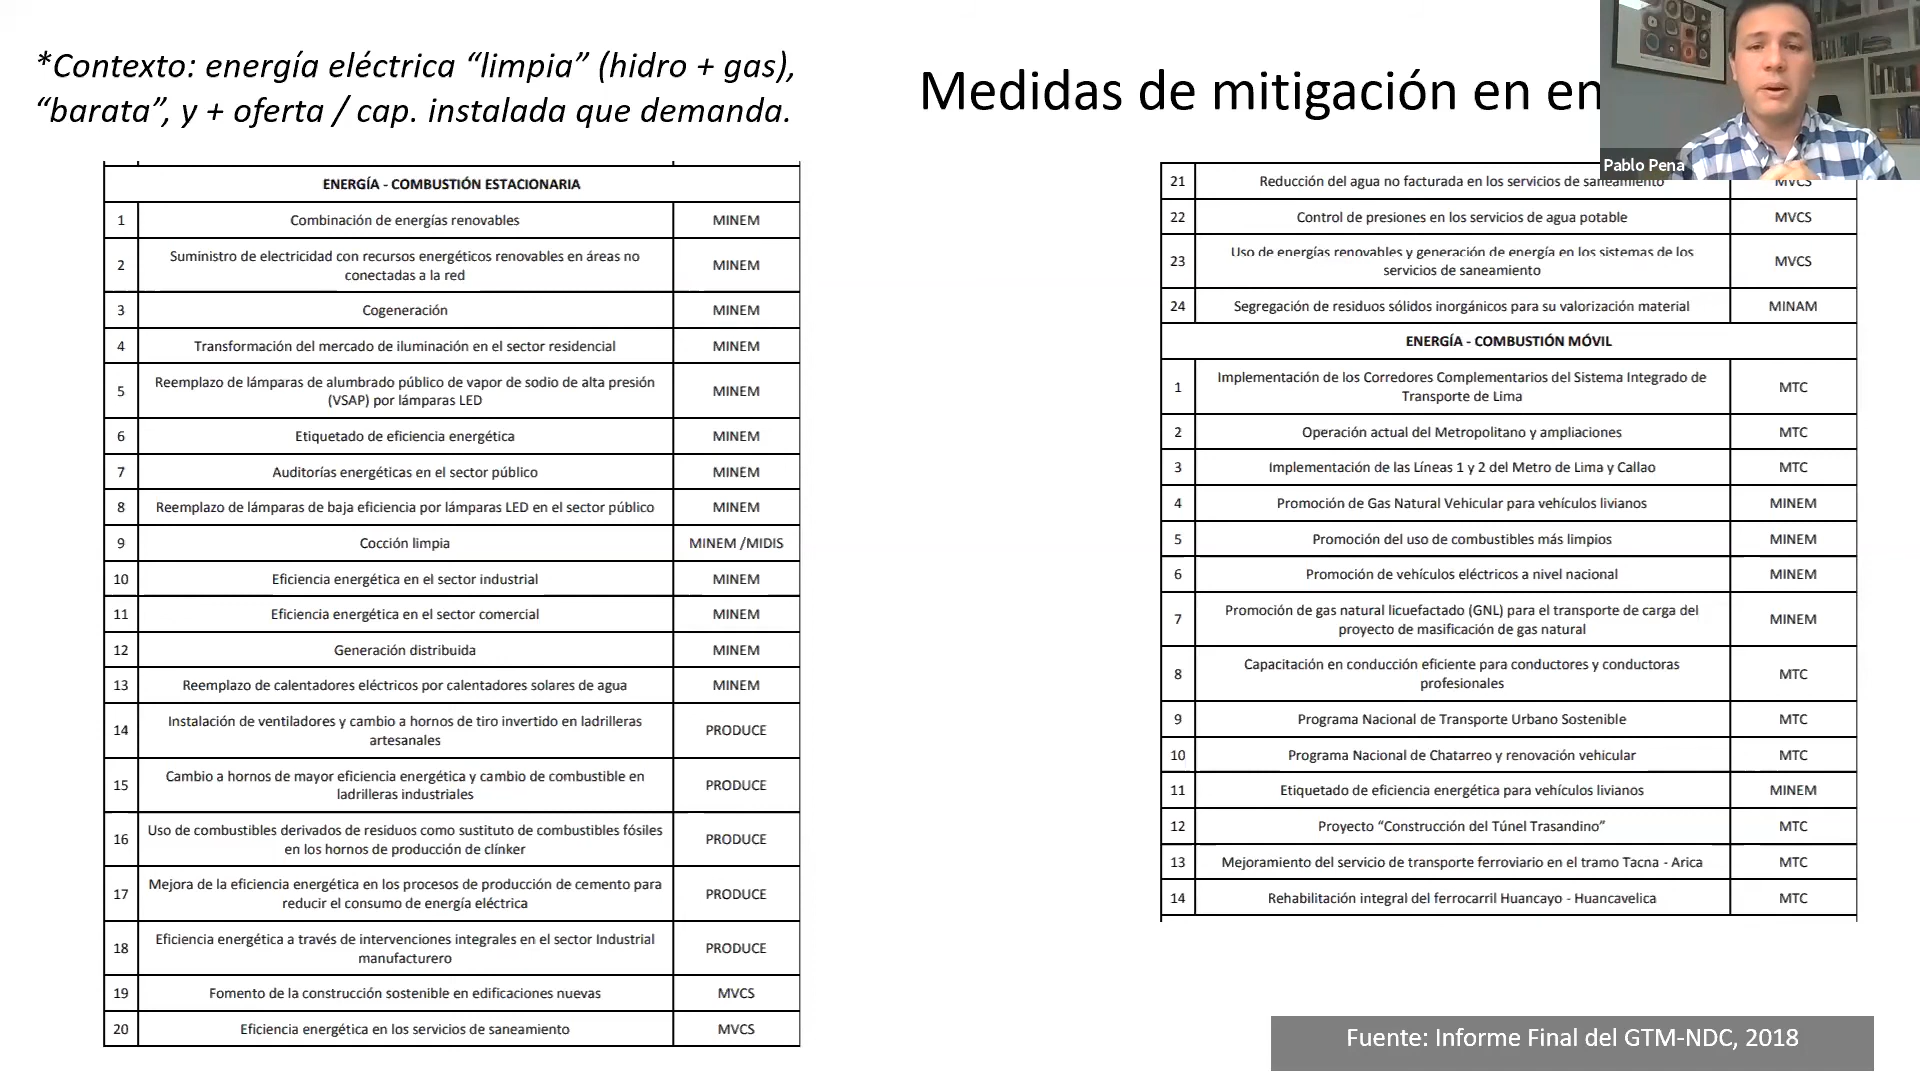 *Contexto: energía eléctrica “limpia” (hidro + gas),
“barata”, y + oferta / cap. instalada que demanda.
Medidas de mitigación en en
Pablo Pena
ENERGÍA - COMBUSTIÓN ESTACIONARIA
1 Combinación de energías renovables MINEM
2 Suministro de electricidad con recursos energéticos renovables en áreas no
conectadas a la red MINEM
3 Cogeneración MINEM
4 Transformación del mercado de iluminación en el sector residencial MINEM
5 Reemplazo de lámparas de alumbrado público de vapor de sodio de alta presión
(VSAP) por lámparas LED MINEM
6 Etiquetado de eficiencia energética MINEM
7 Auditorías energéticas en el sector público MINEM
8 Reemplazo de lámparas de baja eficiencia por lámparas LED en el sector público MINEM
9 Cocción limpia MINEM /MIDIS
10 Eficiencia energética en el sector industrial MINEM
11 Eficiencia energética en el sector comercial MINEM
12 Generación distribuida MINEM
13 Reemplazo de calentadores eléctricos por calentadores solares de agua MINEM
14 Instalación de ventiladores y cambio a hornos de tiro invertido en ladrilleras
artesanales PRODUCE
15 Cambio a hornos de mayor eficiencia energética y cambio de combustible en
ladrilleras industriales PRODUCE
16 Uso de combustibles derivados de residuos como sustituto de combustibles fósiles
en los hornos de producción de clínker PRODUCE
17 Mejora de la eficiencia energética en los procesos de producción de cemento para
reducir el consumo de energía eléctrica PRODUCE
18 Eficiencia energética a través de intervenciones integrales en el sector Industrial
manufacturero PRODUCE
19 Fomento de la construcción sostenible en edificaciones nuevas MVCS
20 Eficiencia energética en los servicios de saneamiento MVCS
21 Reducción del agua no facturada en los servicios de saneamiento MVCS
22 Control de presiones en los servicios de agua potable MVCS
23 Uso de energías renovables y generación de energía en los sistemas de los
servicios de saneamiento MVCS
24 Segregación de residuos sólidos inorgánicos para su valorización material MINAM
ENERGÍA - COMBUSTIÓN MÓVIL
1 Implementación de los Corredores Complementarios del Sistema Integrado de
Transporte de Lima MTC
2 Operación actual del Metropolitano y ampliaciones MTC
3 Implementación de las Líneas 1 y 2 del Metro de Lima y Callao MTC
4 Promoción de Gas Natural Vehicular para vehículos livianos MINEM
5 Promoción del uso de combustibles más limpios MINEM
6 Promoción de vehículos eléctricos a nivel nacional MINEM
7 Promoción de gas natural licuefactado (GNL) para el transporte de carga del
proyecto de masificación de gas natural MINEM
8 Capacitación en conducción eficiente para conductores y conductoras
profesionales MTC
9 Programa Nacional de Transporte Urbano Sostenible MTC
10 Programa Nacional de Chatarreo y renovación vehicular MTC
11 Etiquetado de eficiencia energética para vehículos livianos MINEM
12 Proyecto “Construcción del Túnel Trasandino” MTC
13 Mejoramiento del servicio de transporte ferroviario en el tramo Tacna - Arica MTC
14 Rehabilitación integral del ferrocarril Huancayo - Huancavelica MTC
Fuente: Informe Final del GTM-NDC, 2018